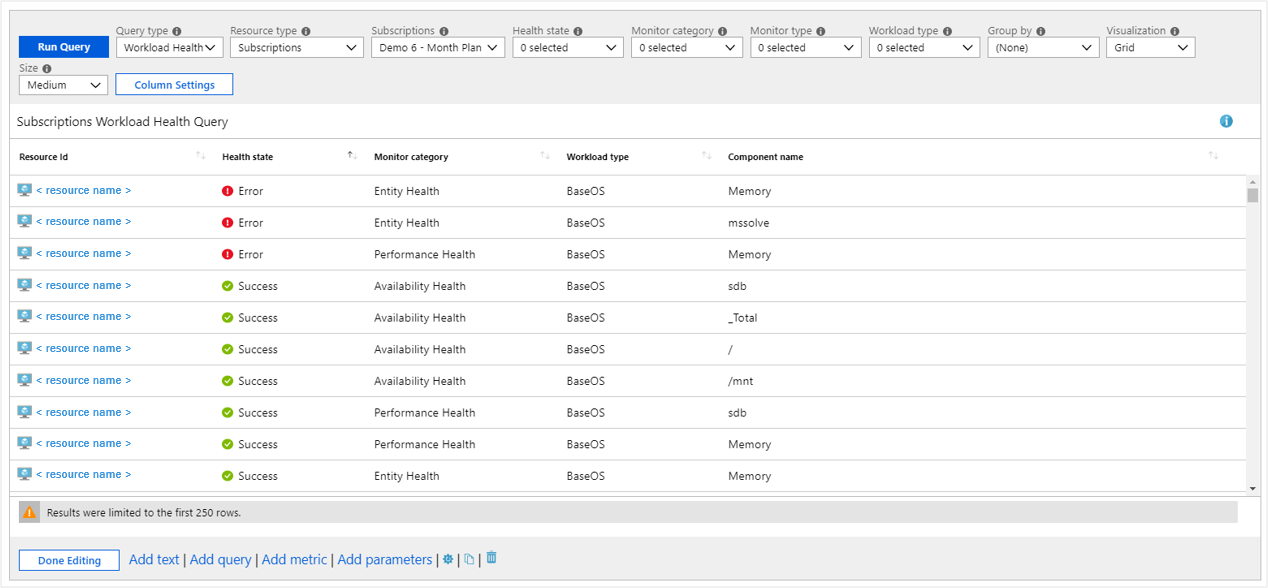 Run Query
Query type
Workload Health
Resource type
Subscriptions
Subscriptions
Demo 6 - Month Plan
Health state
0 selected
Monitor category
0 selected
Monitor type
0 selected
Workload type
0 selected
Group by
(None)
Visualization
Grid
Size
Medium
Column Settings
Subscriptions Workload Health Query
Resource Id Health state Monitor category Workload type Component name
< resource name > Error Entity Health BaseOS Memory
< resource name > Error Entity Health BaseOS mssolve
< resource name > Error Performance Health BaseOS Memory
< resource name > Success Availability Health BaseOS sdb
< resource name > Success Availability Health BaseOS _Total
< resource name > Success Availability Health BaseOS /
< resource name > Success Availability Health BaseOS /mnt
< resource name > Success Performance Health BaseOS sdb
< resource name > Success Performance Health BaseOS Memory
< resource name > Success Entity Health BaseOS Memory
Results were limited to the first 250 rows.
Done Editing Add text | Add query | Add metric | Add parameters | | |